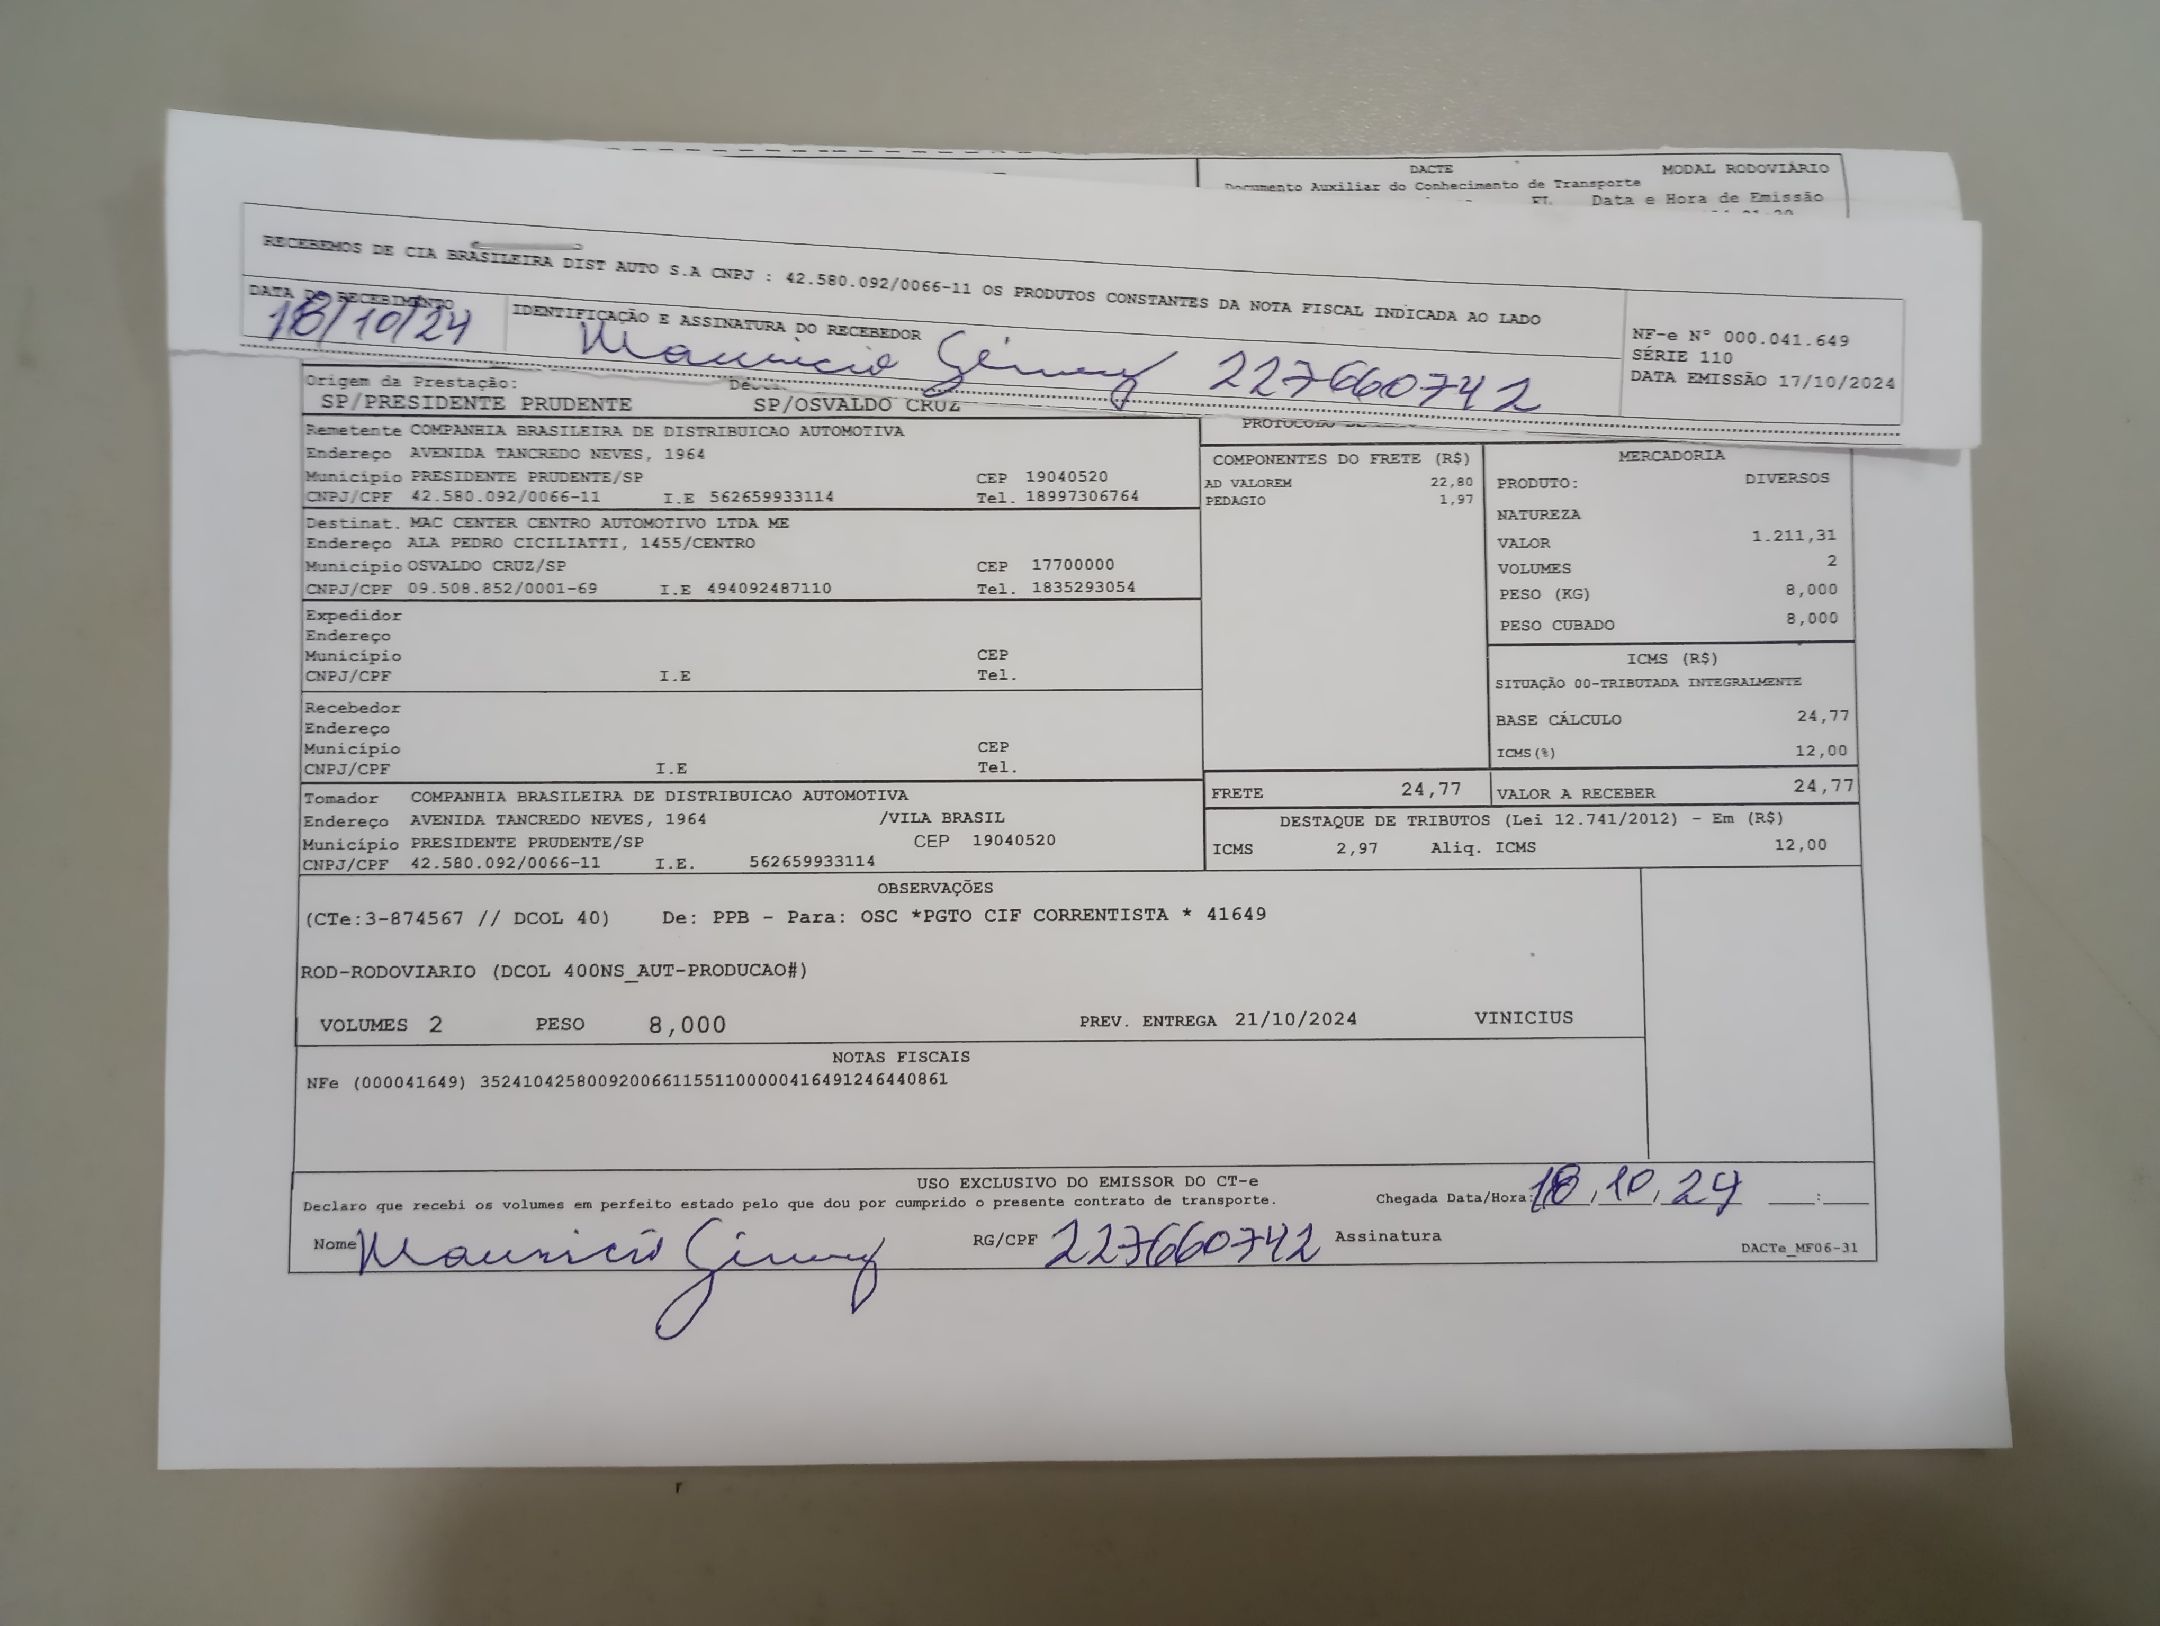 DACTE
MODAL RODOVIÁRIO
Documento Auxiliar do Conhecimento de Transporte
Data e Hora de Emissão
RECEBEMOS DE CIA BRASILEIRA DIST AUTO S.A CNPJ : 42.580.092/0066-11 OS PRODUTOS CONSTANTES DA NOTA FISCAL INDICADA AO LADO
DATA DO RECEBIMENTO
18/10/24
IDENTIFICAÇÃO E ASSINATURA DO RECEBEDOR
Mauricio 227660742
NF-e N° 000.041.649
SÉRIE 110
DATA EMISSÃO 17/10/2024
Origem da Prestação:
SP/PRESIDENTE PRUDENTE SP/OSVALDO CRUZ
Remetente COMPANHIA BRASILEIRA DE DISTRIBUICAO AUTOMOTIVA
Endereço AVENIDA TANCREDO NEVES, 1964
Município PRESIDENTE PRUDENTE/SP CEP 19040520
CNPJ/CPF 42.580.092/0066-11 I.E 562659933114 Tel. 18997306764
Destinat. MAC CENTER CENTRO AUTOMOTIVO LTDA ME
Endereço ALA PEDRO CICILIATTI, 1455/CENTRO
Município OSVALDO CRUZ/SP CEP 17700000
CNPJ/CPF 09.508.852/0001-69 I.E 494092487110 Tel. 1835293054
Expedidor
Endereço
Município CEP
CNPJ/CPF I.E Tel.
Recebedor
Endereço
Município CEP
CNPJ/CPF I.E Tel.
Tomador COMPANHIA BRASILEIRA DE DISTRIBUICAO AUTOMOTIVA
Endereço AVENIDA TANCREDO NEVES, 1964 /VILA BRASIL
Município PRESIDENTE PRUDENTE/SP CEP 19040520
CNPJ/CPF 42.580.092/0066-11 I.E. 562659933114
PROTOCOLO DE
COMPONENTES DO FRETE (R$)
AD VALOREM 22,80
PEDAGIO 1,97
MERCADORIA
PRODUTO: DIVERSOS
NATUREZA
VALOR 1.211,31
VOLUMES 2
PESO (KG) 8,000
PESO CUBADO 8,000
ICMS (R$)
SITUAÇÃO 00-TRIBUTADA INTEGRALMENTE
BASE CÁLCULO 24,77
ICMS(%) 12,00
FRETE 24,77 VALOR A RECEBER 24,77
DESTAQUE DE TRIBUTOS (Lei 12.741/2012) - Em (R$)
ICMS 2,97 Aliq. ICMS 12,00
OBSERVAÇÕES
(CTe:3-874567 // DCOL 40) De: PPB - Para: OSC *PGTO CIF CORRENTISTA * 41649
ROD-RODOVIARIO (DCOL 400NS_AUT-PRODUCAO#)
VOLUMES 2 PESO 8,000 PREV. ENTREGA 21/10/2024 VINICIUS
NOTAS FISCAIS
NFe (000041649) 35241042580092006611551100000416491246440861
USO EXCLUSIVO DO EMISSOR DO CT-e
Declaro que recebi os volumes em perfeito estado pelo que dou por cumprido o presente contrato de transporte. Chegada Data/Hora: 18/10/24 __:__
Nome Mauricio RG/CPF 227660742 Assinatura
DACTe_MF06-31